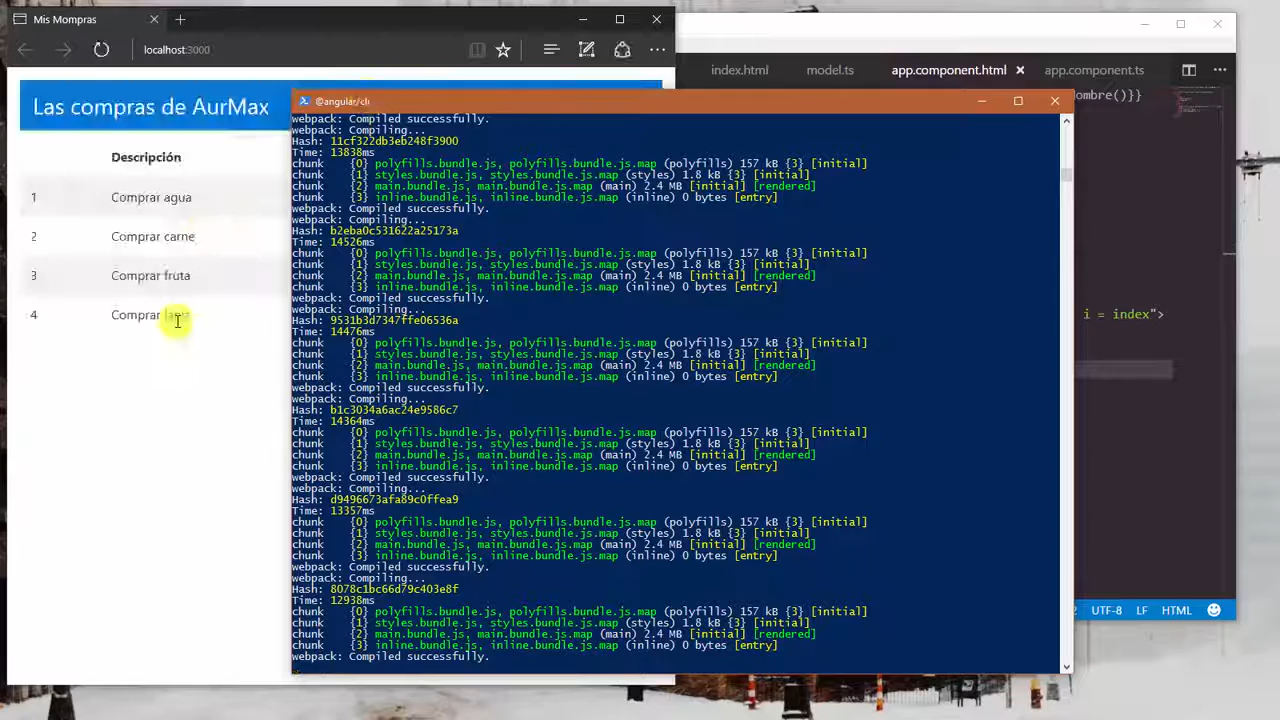 Mis Mompras
localhost:3000
Las compras de AurMax
Descripción
1 Comprar agua
2 Comprar carne
3 Comprar fruta
4 Comprar
index.html model.ts app.component.html app.component.ts
ombre()}}
i = index">
UTF-8 LF HTML
@angular/cli
webpack: Compiled successfully.
webpack: Compiling...
Hash: 11cf322db3eb248f3900
Time: 13838ms
chunk {0} polyfills.bundle.js, polyfills.bundle.js.map (polyfills) 157 kB {3} [initial]
chunk {1} styles.bundle.js, styles.bundle.js.map (styles) 1.8 kB {3} [initial]
chunk {2} main.bundle.js, main.bundle.js.map (main) 2.4 MB [initial] [rendered]
chunk {3} inline.bundle.js, inline.bundle.js.map (inline) 0 bytes [entry]
webpack: Compiled successfully.
webpack: Compiling...
Hash: b2eba0c531622a25173a
Time: 14526ms
chunk {0} polyfills.bundle.js, polyfills.bundle.js.map (polyfills) 157 kB {3} [initial]
chunk {1} styles.bundle.js, styles.bundle.js.map (styles) 1.8 kB {3} [initial]
chunk {2} main.bundle.js, main.bundle.js.map (main) 2.4 MB [initial] [rendered]
chunk {3} inline.bundle.js, inline.bundle.js.map (inline) 0 bytes [entry]
webpack: Compiled successfully.
webpack: Compiling...
Hash: 9531b3d7347ffe06536a
Time: 14476ms
chunk {0} polyfills.bundle.js, polyfills.bundle.js.map (polyfills) 157 kB {3} [initial]
chunk {1} styles.bundle.js, styles.bundle.js.map (styles) 1.8 kB {3} [initial]
chunk {2} main.bundle.js, main.bundle.js.map (main) 2.4 MB [initial] [rendered]
chunk {3} inline.bundle.js, inline.bundle.js.map (inline) 0 bytes [entry]
webpack: Compiled successfully.
webpack: Compiling...
Hash: b1c3034a6ac24e9586c7
Time: 14364ms
chunk {0} polyfills.bundle.js, polyfills.bundle.js.map (polyfills) 157 kB {3} [initial]
chunk {1} styles.bundle.js, styles.bundle.js.map (styles) 1.8 kB {3} [initial]
chunk {2} main.bundle.js, main.bundle.js.map (main) 2.4 MB [initial] [rendered]
chunk {3} inline.bundle.js, inline.bundle.js.map (inline) 0 bytes [entry]
webpack: Compiled successfully.
webpack: Compiling...
Hash: d9496673afa89c0ffea9
Time: 13357ms
chunk {0} polyfills.bundle.js, polyfills.bundle.js.map (polyfills) 157 kB {3} [initial]
chunk {1} styles.bundle.js, styles.bundle.js.map (styles) 1.8 kB {3} [initial]
chunk {2} main.bundle.js, main.bundle.js.map (main) 2.4 MB [initial] [rendered]
chunk {3} inline.bundle.js, inline.bundle.js.map (inline) 0 bytes [entry]
webpack: Compiled successfully.
webpack: Compiling...
Hash: 8078c1bc66d79c403e8f
Time: 12938ms
chunk {0} polyfills.bundle.js, polyfills.bundle.js.map (polyfills) 157 kB {3} [initial]
chunk {1} styles.bundle.js, styles.bundle.js.map (styles) 1.8 kB {3} [initial]
chunk {2} main.bundle.js, main.bundle.js.map (main) 2.4 MB [initial] [rendered]
chunk {3} inline.bundle.js, inline.bundle.js.map (inline) 0 bytes [entry]
webpack: Compiled successfully.